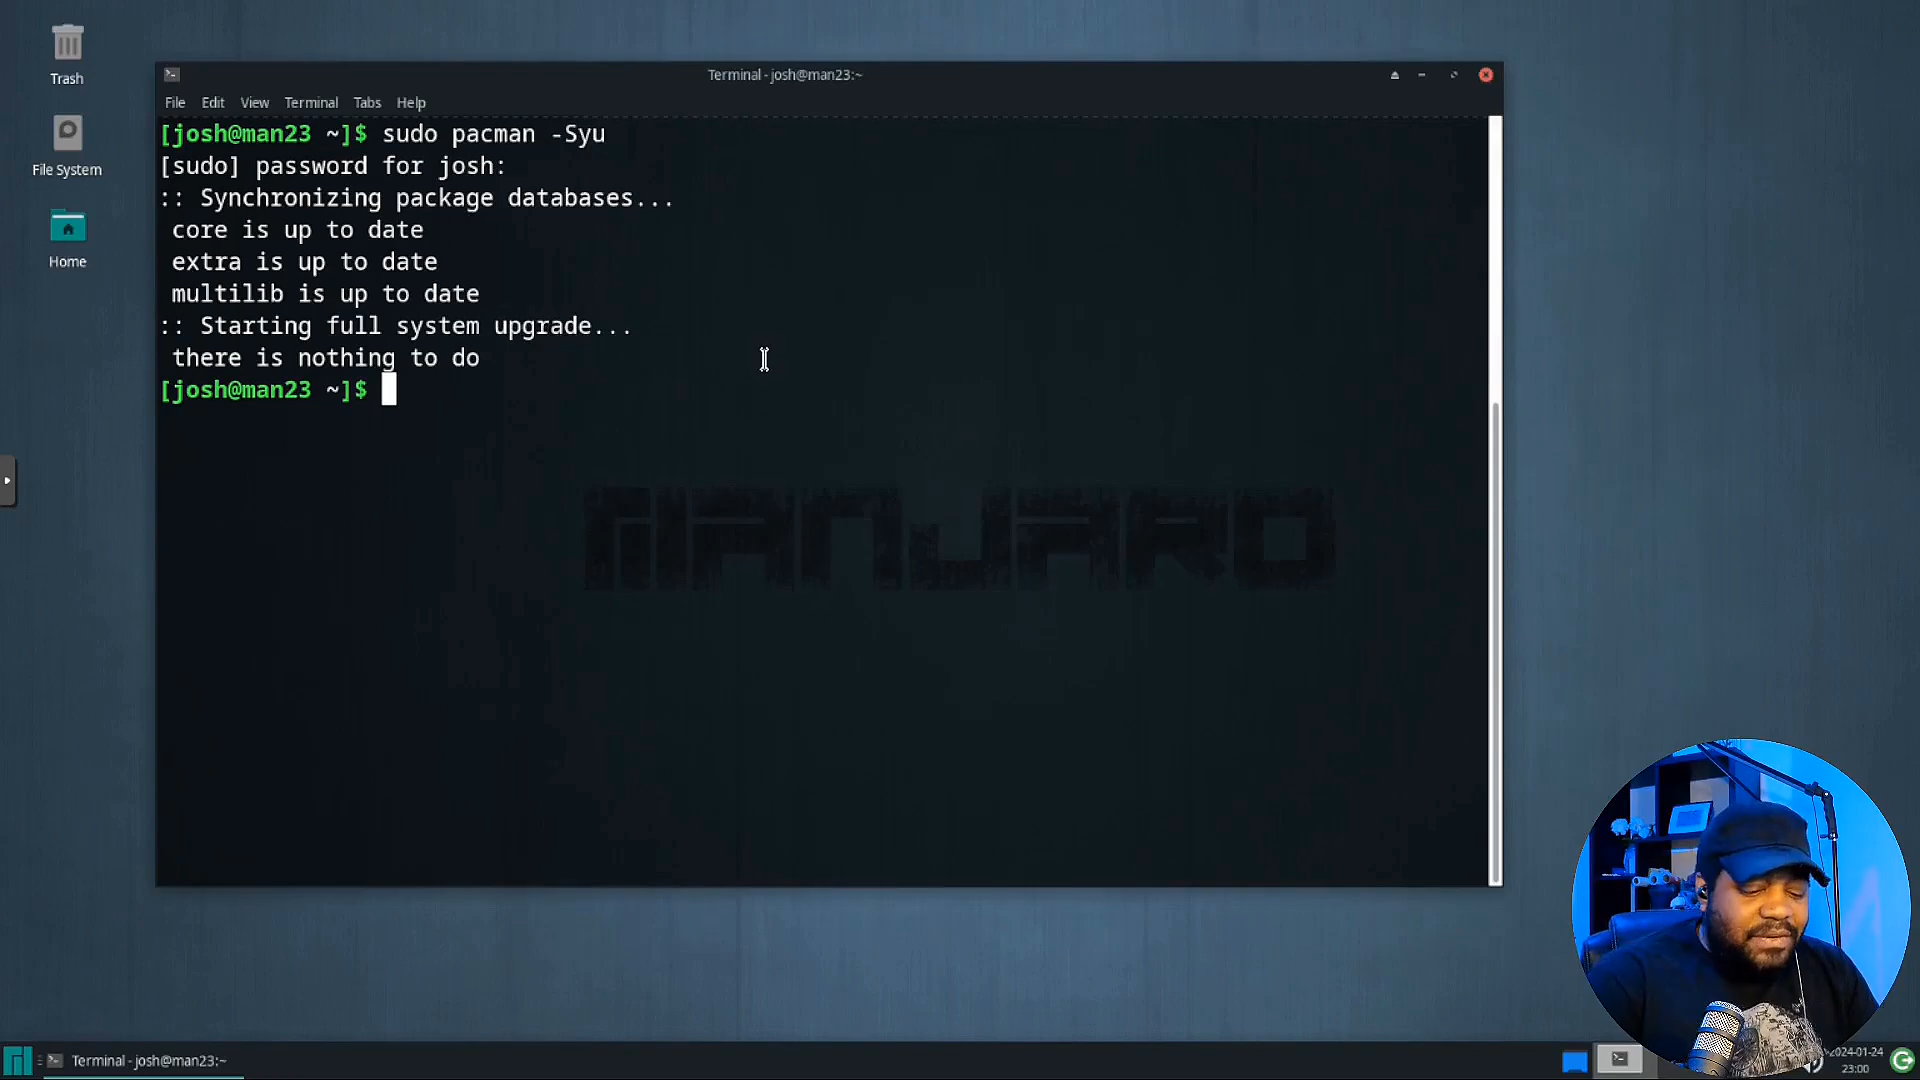 Trash
File System
Home
Terminal - josh@man23:~
File Edit View Terminal Tabs Help
[josh@man23 ~]$ sudo pacman -Syu
[sudo] password for josh:
:: Synchronizing package databases...
core is up to date
extra is up to date
multilib is up to date
:: Starting full system upgrade...
there is nothing to do
[josh@man23 ~]$
MANJARO
Terminal - josh@man23:~
2024-01-24
23:00